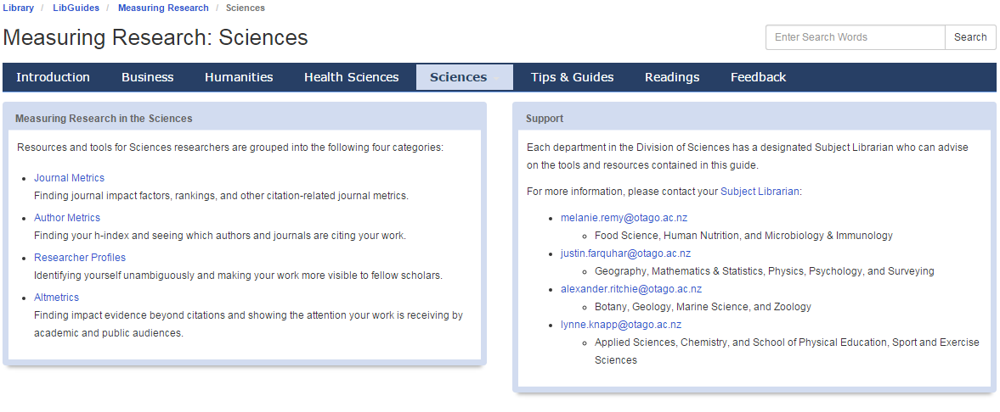 Library / LibGuides / Measuring Research / Sciences
Measuring Research: Sciences
Enter Search Words
Search
Introduction Business Humanities Health Sciences Sciences Tips & Guides Readings Feedback
Measuring Research in the Sciences
Resources and tools for Sciences researchers are grouped into the following four categories:
• Journal Metrics
Finding journal impact factors, rankings, and other citation-related journal metrics.
• Author Metrics
Finding your h-index and seeing which authors and journals are citing your work.
• Researcher Profiles
Identifying yourself unambiguously and making your work more visible to fellow scholars.
• Altmetrics
Finding impact evidence beyond citations and showing the attention your work is receiving by
academic and public audiences.
Support
Each department in the Division of Sciences has a designated Subject Librarian who can advise
on the tools and resources contained in this guide.
For more information, please contact your Subject Librarian:
• melanie.remy@otago.ac.nz
◦ Food Science, Human Nutrition, and Microbiology & Immunology
• justin.farquhar@otago.ac.nz
◦ Geography, Mathematics & Statistics, Physics, Psychology, and Surveying
• alexander.ritchie@otago.ac.nz
◦ Botany, Geology, Marine Science, and Zoology
• lynne.knapp@otago.ac.nz
◦ Applied Sciences, Chemistry, and School of Physical Education, Sport and Exercise
Sciences